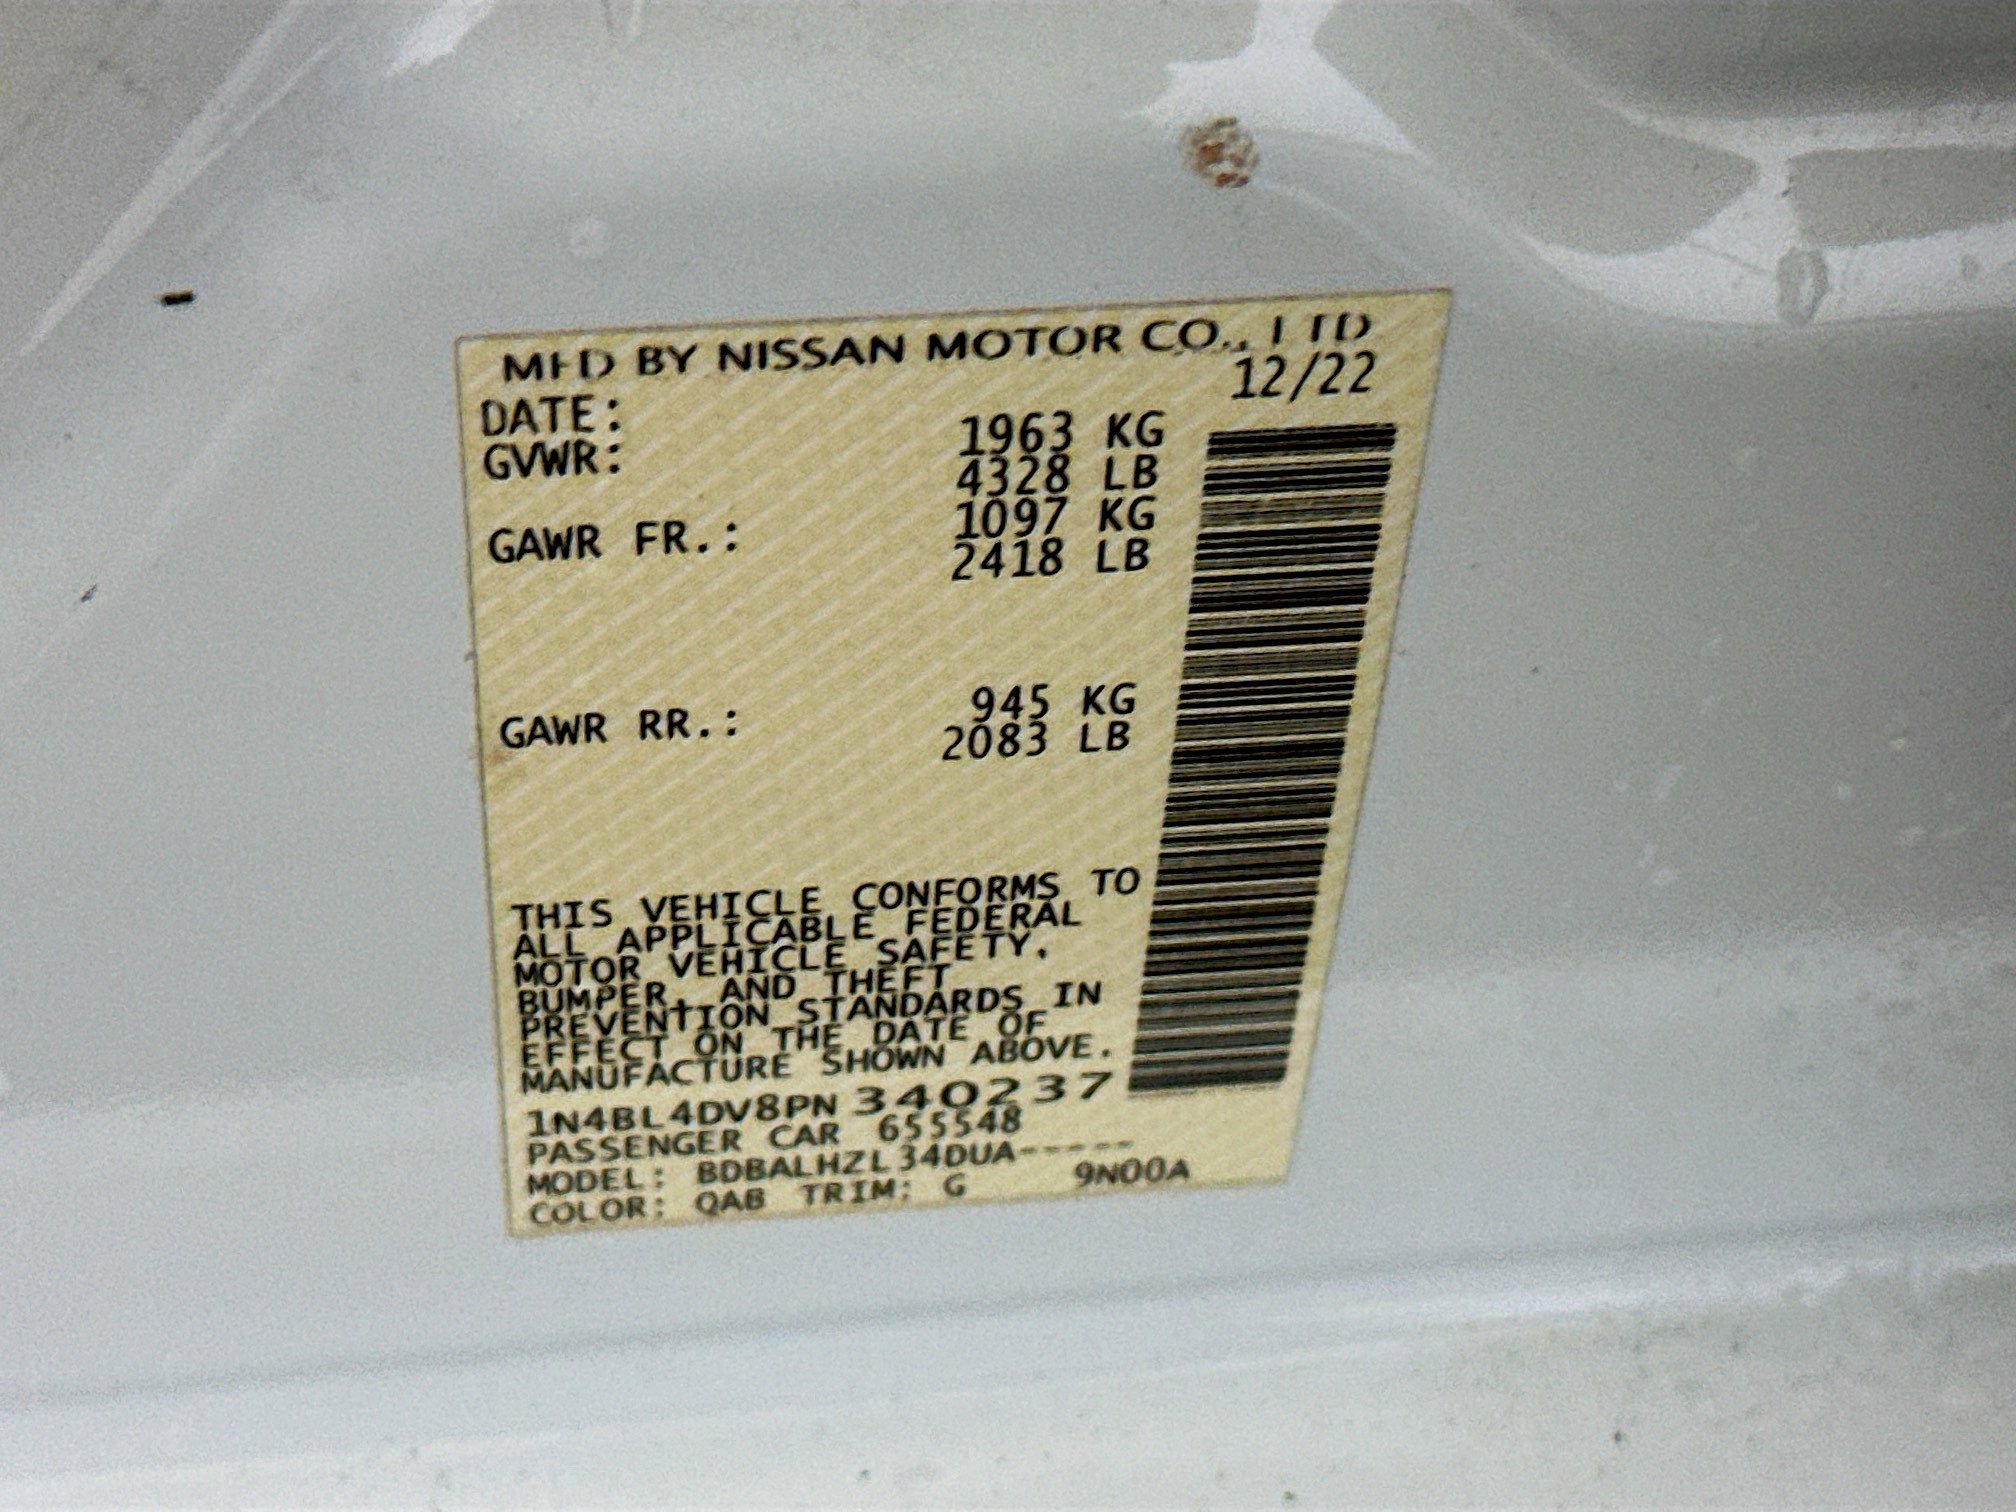 MFD BY NISSAN MOTOR CO., LTD
DATE: 12/22
GVWR: 1963 KG
4328 LB
GAWR FR.: 1097 KG
2418 LB
GAWR RR.: 945 KG
2083 LB
THIS VEHICLE CONFORMS TO
ALL APPLICABLE FEDERAL
MOTOR VEHICLE SAFETY,
BUMPER, AND THEFT
PREVENTION STANDARDS IN
EFFECT ON THE DATE OF
MANUFACTURE SHOWN ABOVE.
1N4BL4DV8PN340237
PASSENGER CAR 655548
MODEL: BDBALHZL34DUA-----
COLOR: QAB TRIM: G 9N00A